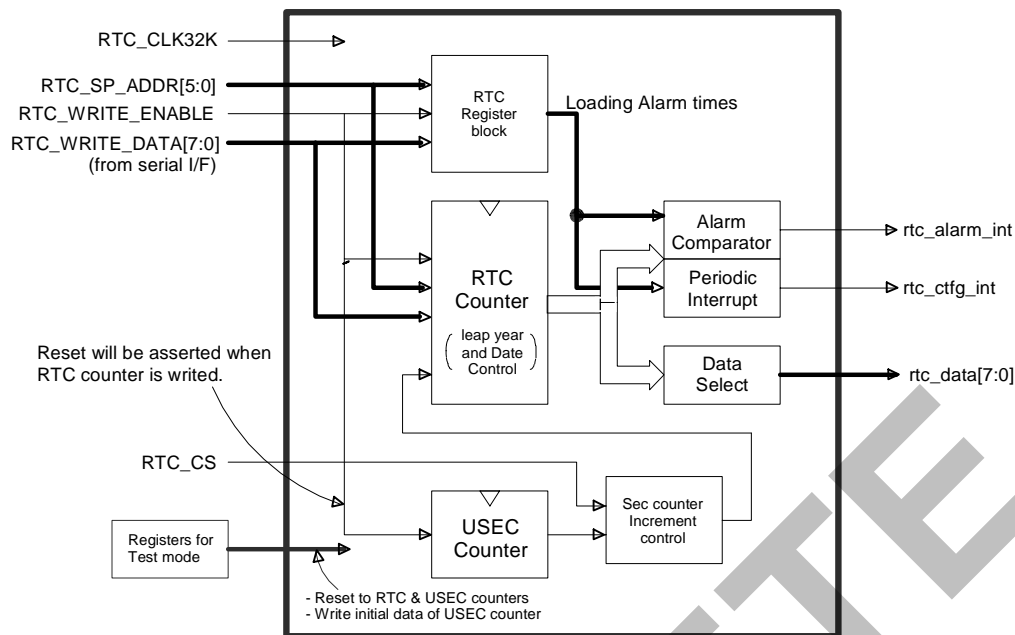 RTC_CLK32K
RTC_SP_ADDR[5:0]
RTC_WRITE_ENABLE
RTC_WRITE_DATA[7:0]
(from serial I/F)
RTC
Register
block
Loading Alarm times
Alarm
Comparator
rtc_alarm_int
Periodic
Interrupt
rtc_ctfg_int
RTC
Counter
leap year
and Date
Control
Data
Select
rtc_data[7:0]
Reset will be asserted when
RTC counter is writed.
RTC_CS
USEC
Counter
Sec counter
Increment
control
Registers for
Test mode
- Reset to RTC & USEC counters
- Write initial data of USEC counter